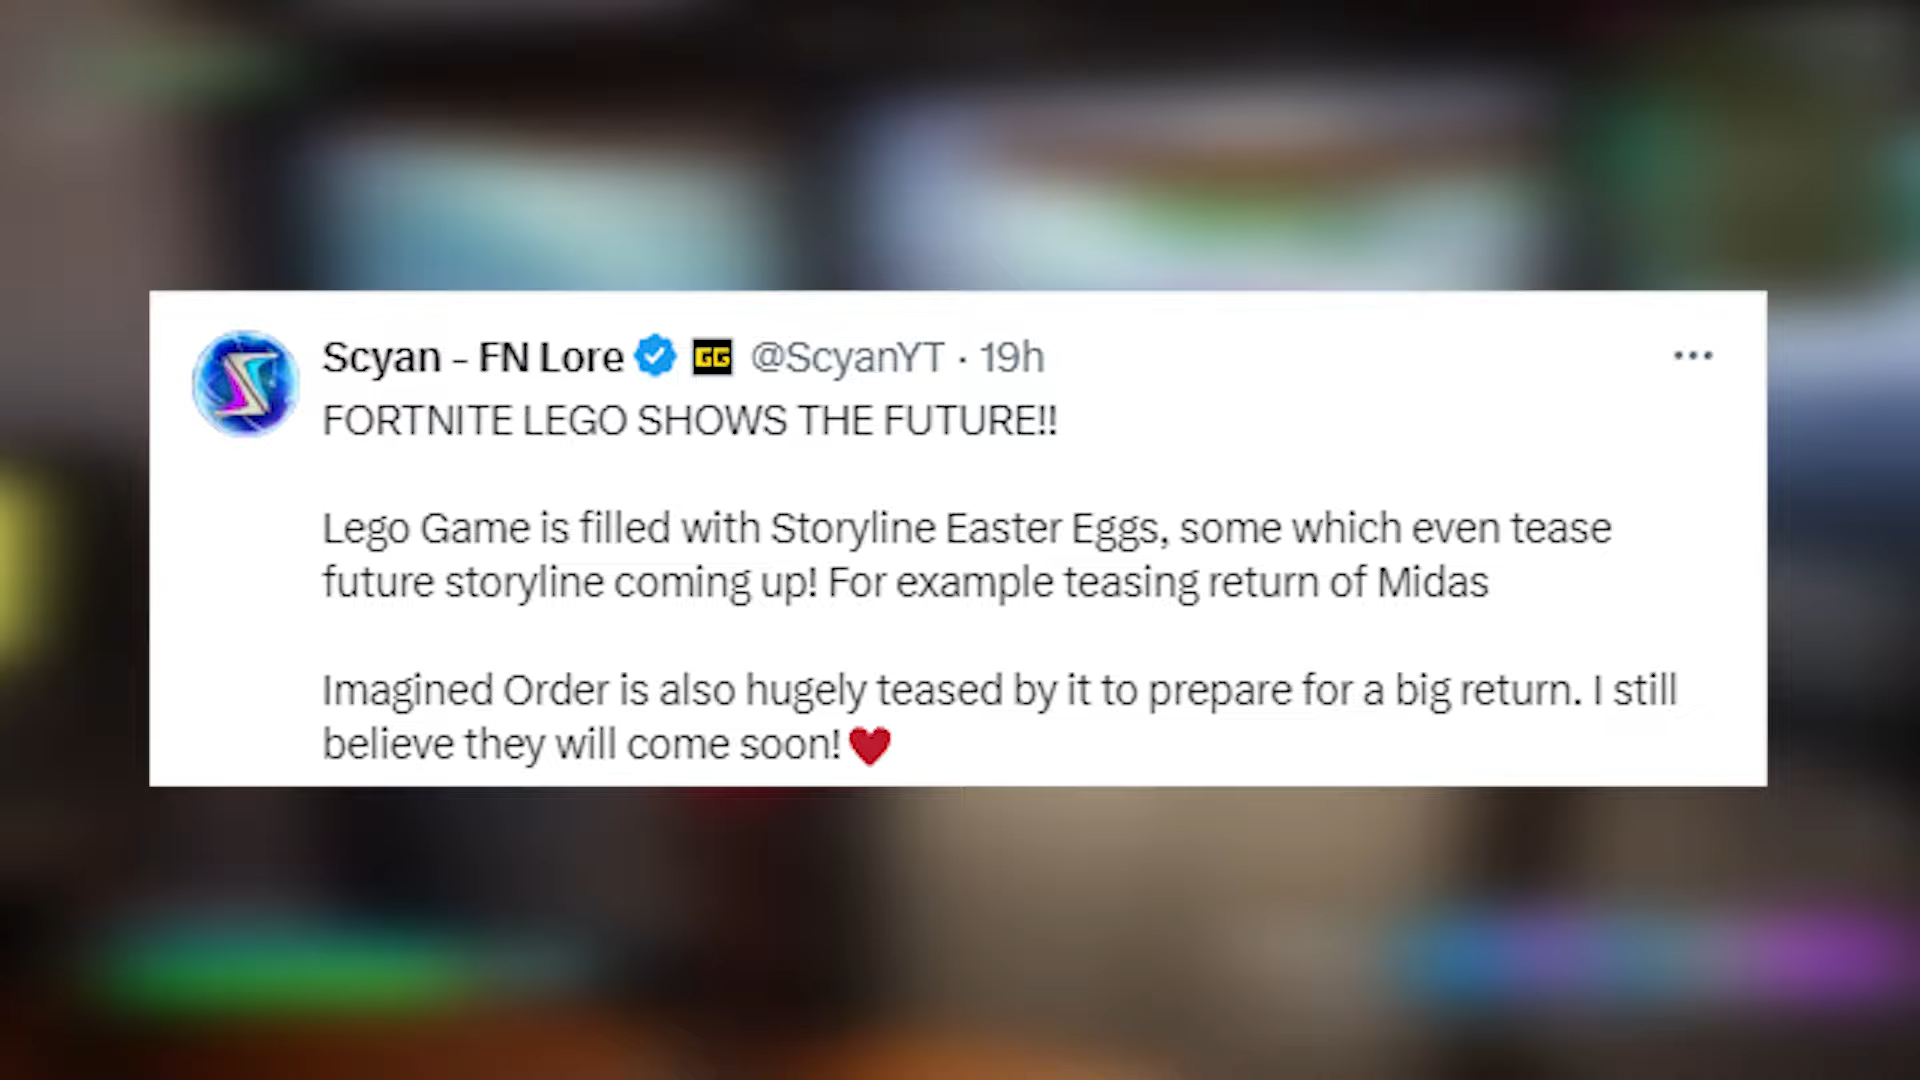 Scyan - FN Lore GG @ScyanYT · 19h
FORTNITE LEGO SHOWS THE FUTURE!!
Lego Game is filled with Storyline Easter Eggs, some which even tease
future storyline coming up! For example teasing return of Midas
Imagined Order is also hugely teased by it to prepare for a big return. I still
believe they will come soon!❤️